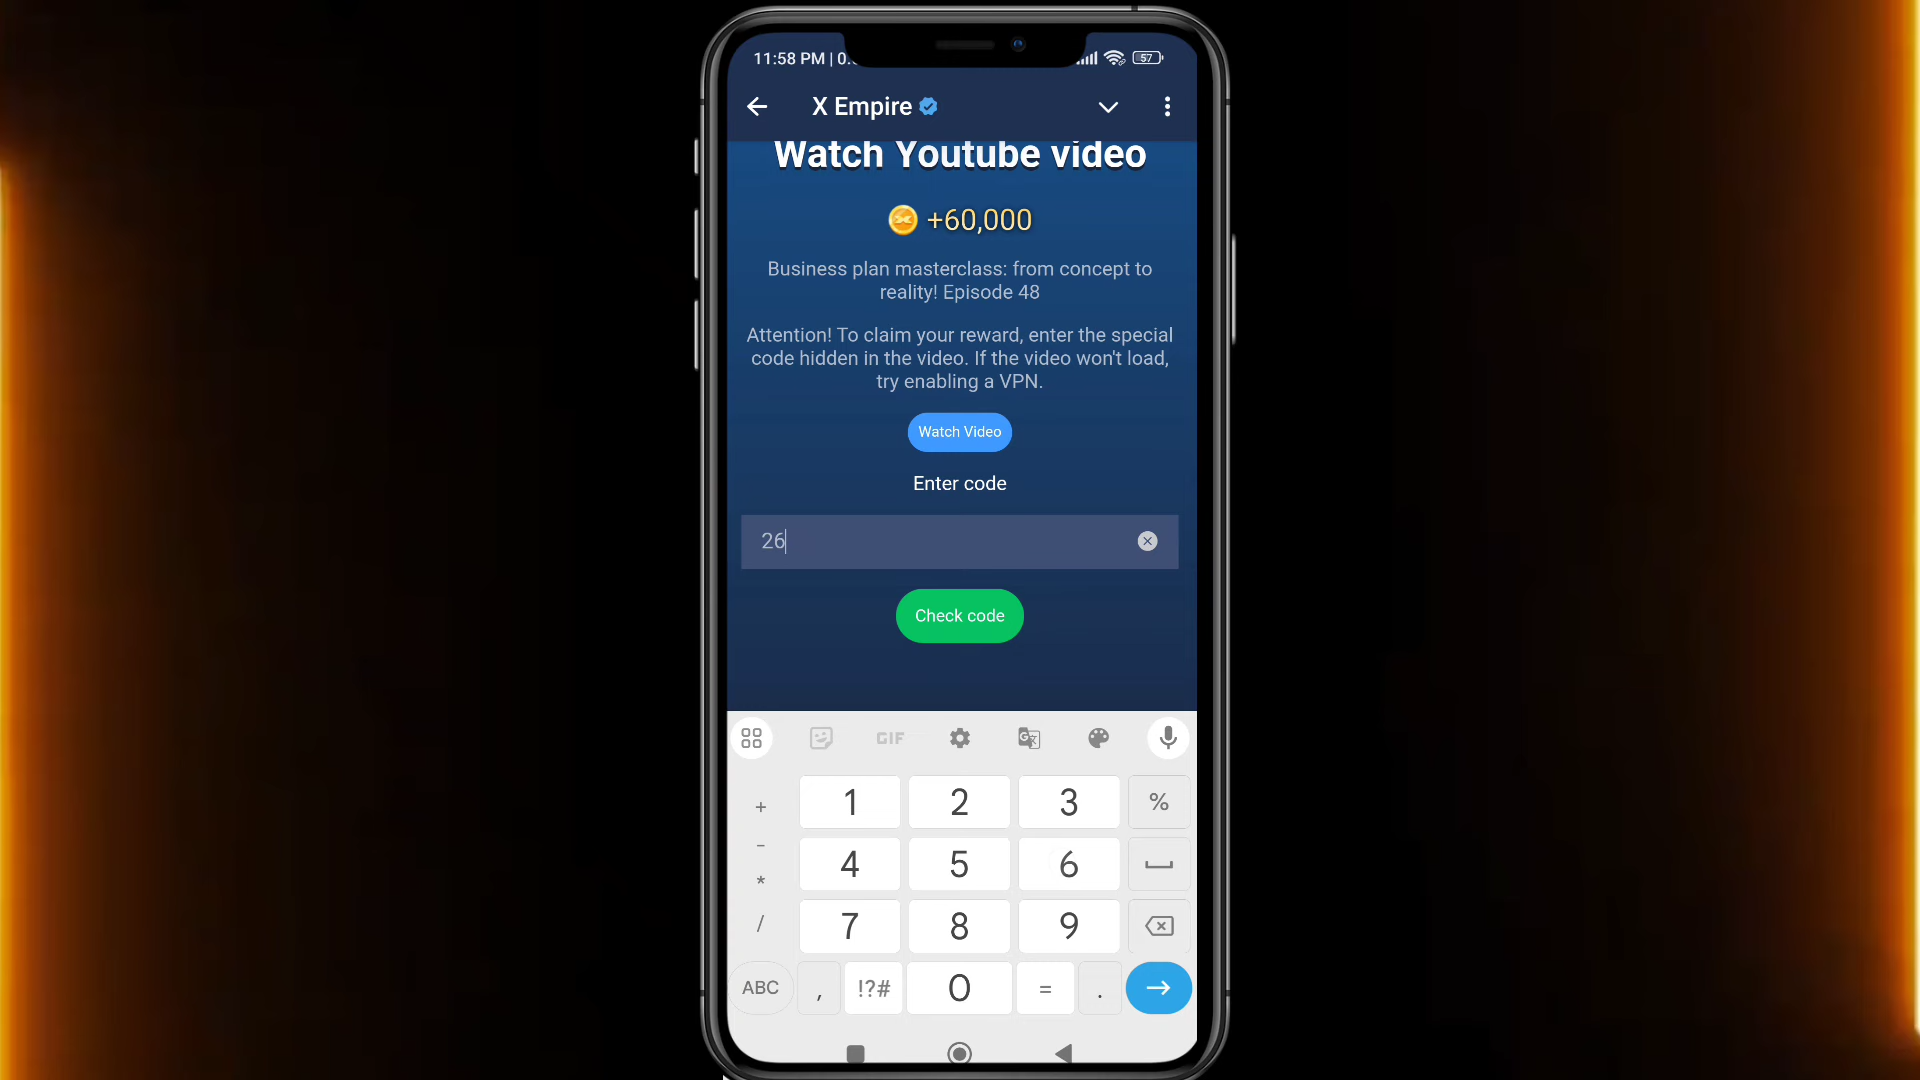 11:58 PM | 0.
57
X Empire
Watch Youtube video
+60,000
Business plan masterclass: from concept to
reality! Episode 48
Attention! To claim your reward, enter the special
code hidden in the video. If the video won't load,
try enabling a VPN.
Watch Video
Enter code
26
Check code
GIF
+ 1 2 3 %
-
4 5 6
*
/ 7 8 9
ABC , !?# 0 = .